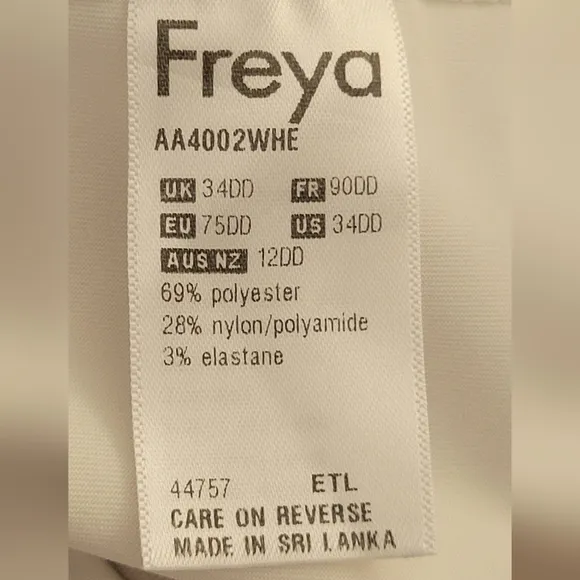 Freya
AA4002WHE
UK 34DD FR 90DD
EU 75DD US 34DD
AUS NZ 12DD
69% polyester
28% nylon/polyamide
3% elastane
44757 ETL
CARE ON REVERSE
MADE IN SRI LANKA